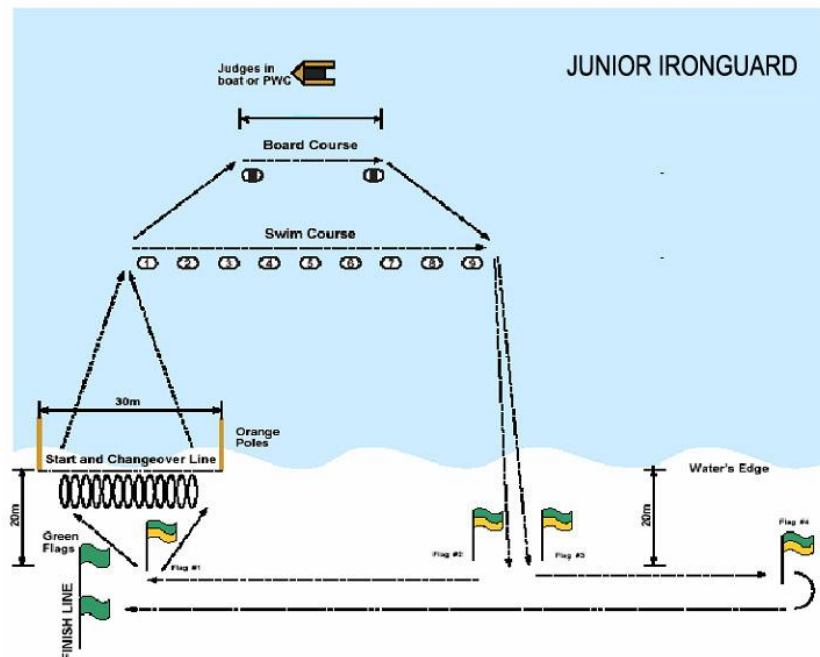 JUNIOR IRONGUARD
Judges in
boat or PWC
Board Course
Swim Course
1 2 3 4 5 6 7 8 9
30m
Orange
Poles
Start and Changeover Line
Water's Edge
20m
20m
Green
Flags
Flag #1
Flag #2
Flag #3
Flag #4
FINISH LINE